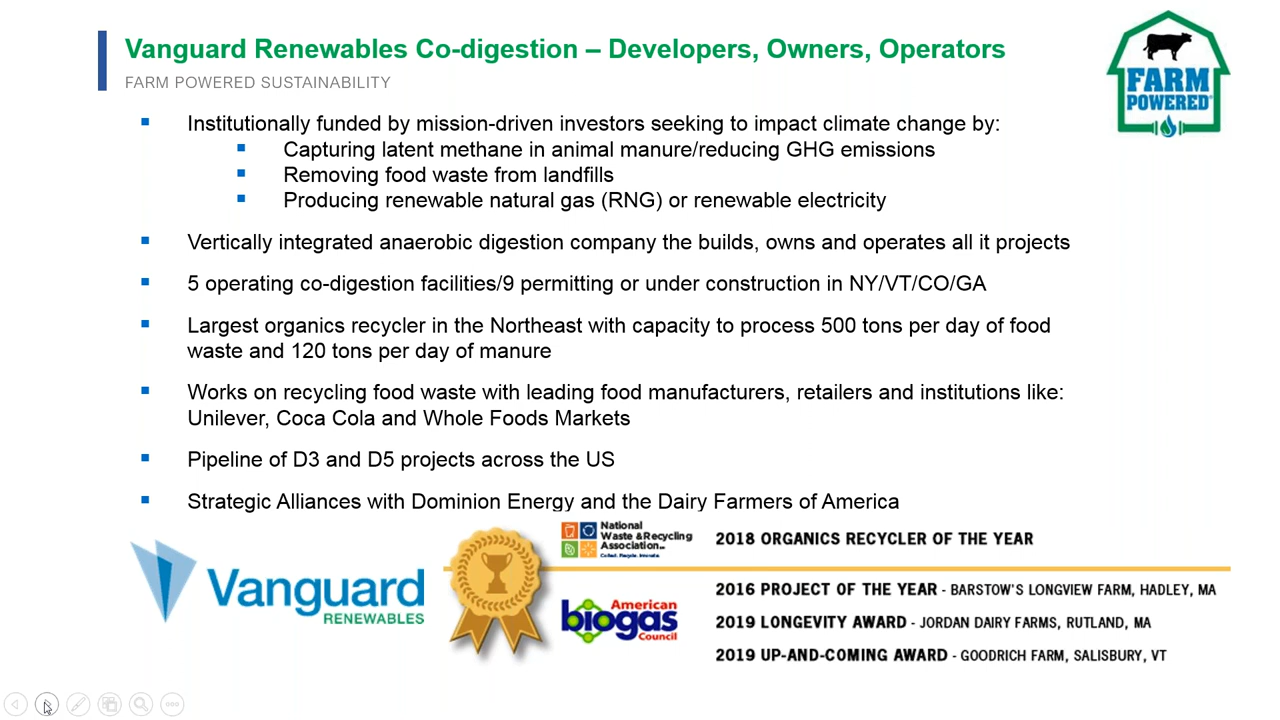 Vanguard Renewables Co-digestion – Developers, Owners, Operators
FARM POWERED SUSTAINABILITY
FARM
POWERED®
Institutionally funded by mission-driven investors seeking to impact climate change by:
Capturing latent methane in animal manure/reducing GHG emissions
Removing food waste from landfills
Producing renewable natural gas (RNG) or renewable electricity
Vertically integrated anaerobic digestion company the builds, owns and operates all it projects
5 operating co-digestion facilities/9 permitting or under construction in NY/VT/CO/GA
Largest organics recycler in the Northeast with capacity to process 500 tons per day of food
waste and 120 tons per day of manure
Works on recycling food waste with leading food manufacturers, retailers and institutions like:
Unilever, Coca Cola and Whole Foods Markets
Pipeline of D3 and D5 projects across the US
Strategic Alliances with Dominion Energy and the Dairy Farmers of America
Vanguard
RENEWABLES
National
Waste & Recycling
Association
Collect. Recycle. Innovate.
2018 ORGANICS RECYCLER OF THE YEAR
American
biogas
Council
2016 PROJECT OF THE YEAR - BARSTOW'S LONGVIEW FARM, HADLEY, MA
2019 LONGEVITY AWARD - JORDAN DAIRY FARMS, RUTLAND, MA
2019 UP-AND-COMING AWARD - GOODRICH FARM, SALISBURY, VT